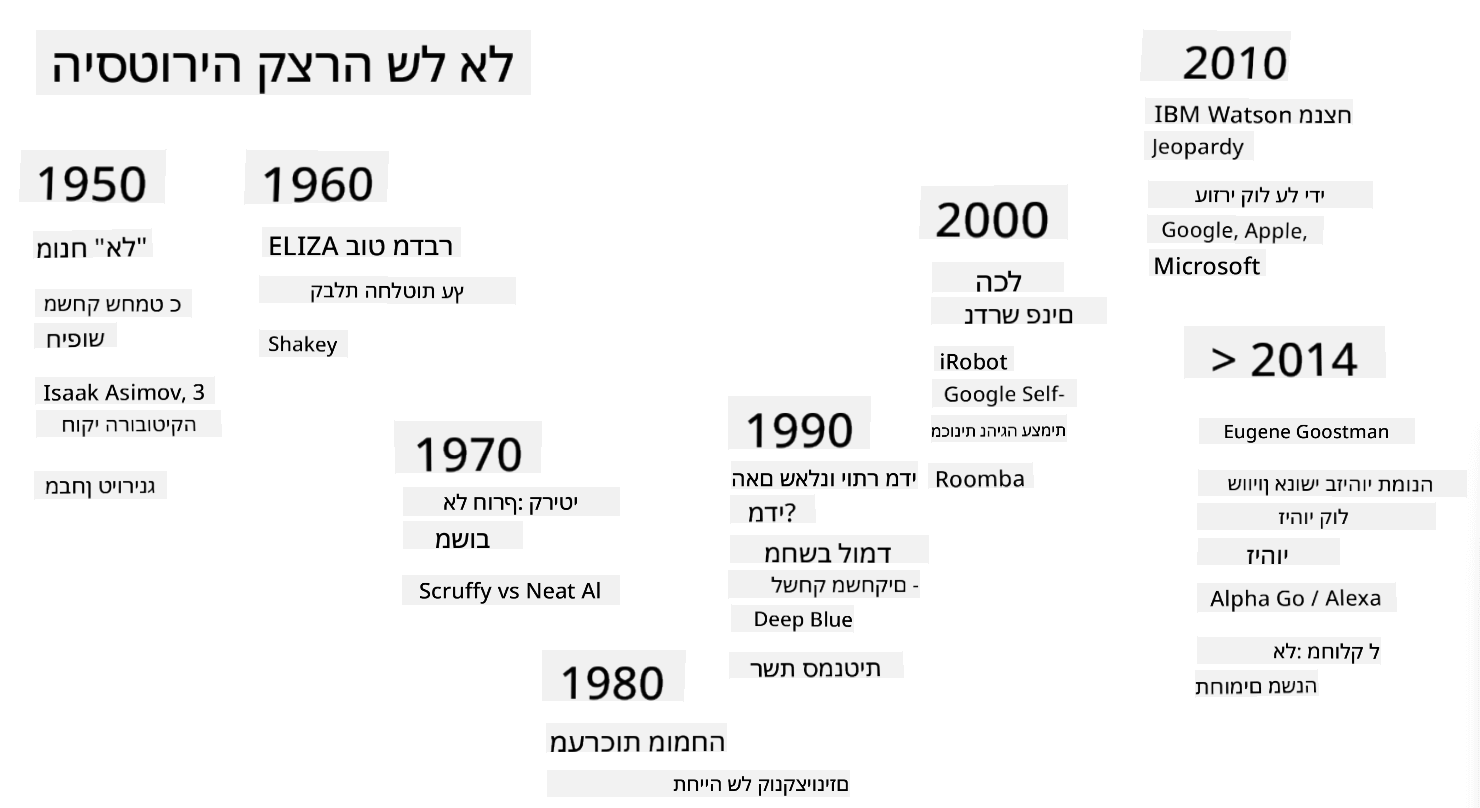 לא לש הרצק הירוטסיה
1950
"לא" חנומ
כ טמחש קחשמ
שופיח
Isaak Asimov, 3
הקיטובורה יקוח
גנירויט ןחבמ
1960
ELIZA רבדמ טוב
ץע תוטלחה תלבק
Shakey
1970
יטירק :ףרוח לא
בושמ
Scruffy vs Neat Al
1980
החמומ תוכרעמ
םזינויצקנוק לש הייחת
1990
ידמ רתוי ונלאש םאה
?ידמ
דמול בשחמ
- םיקחשמ קחשל
Deep Blue
תיטנמס תשר
2000
לכה
םינפ שרדנ
iRobot
Google Self-
תימצע הגיהנ תינוכמ
Roomba
2010
IBM Watson חצנמ
Jeopardy
ידי לע לוק ירזוע
Google, Apple,
Microsoft
> 2014
Eugene Goostman
הנומת יוהיזב ישונא ןויווש
לוק יוהיז
יוהיז
Alpha Go / Alexa
ל קלוחמ :לא
הנשמ םימוחת